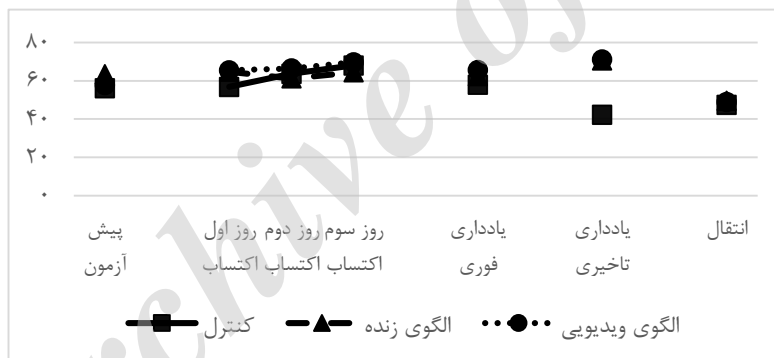 ۸۰
۶۰
۴۰
۲۰
۰
پیش آزمون
روز اول اکتساب
روز دوم اکتساب
روز سوم اکتساب
یادداری فوری
یادداری تاخیری
انتقال
کنترل
الگوی زنده
الگوی ویدیویی